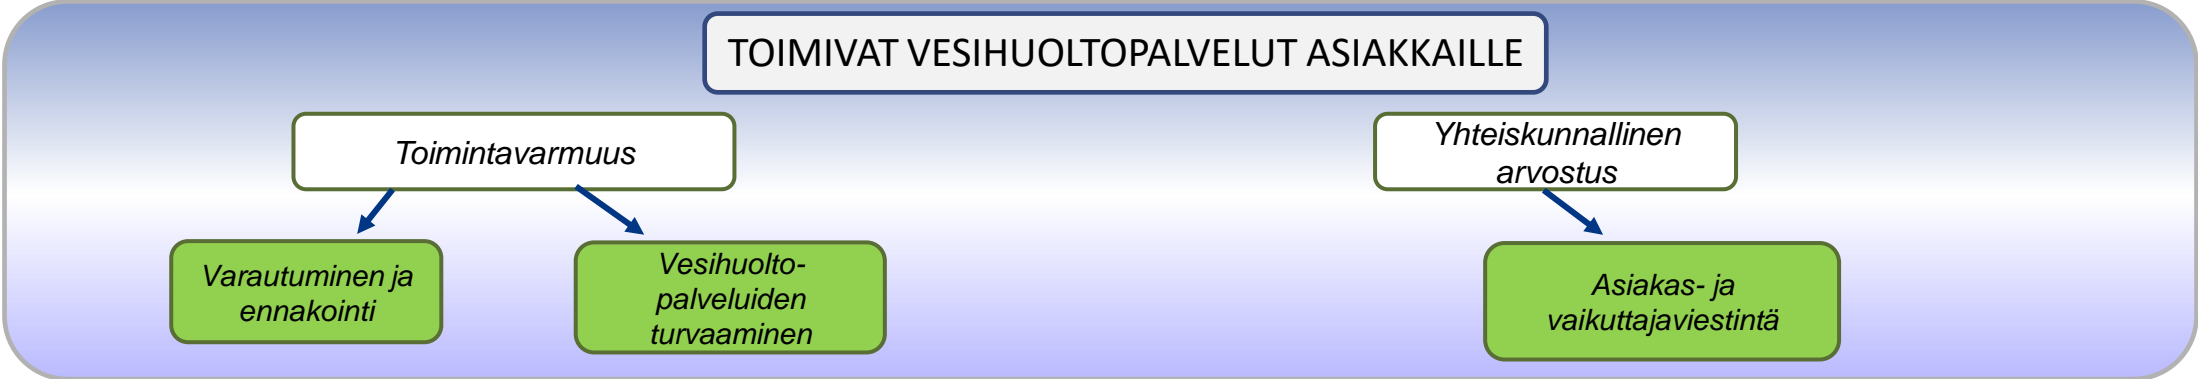 TOIMIVAT VESIHUOLTOPALVELUT ASIAKKAILLE
Toimintavarmuus
Yhteiskunnallinen
arvostus
Varautuminen ja
ennakointi
Vesihuolto-
palveluiden
turvaaminen
Asiakas- ja
vaikuttajaviestintä